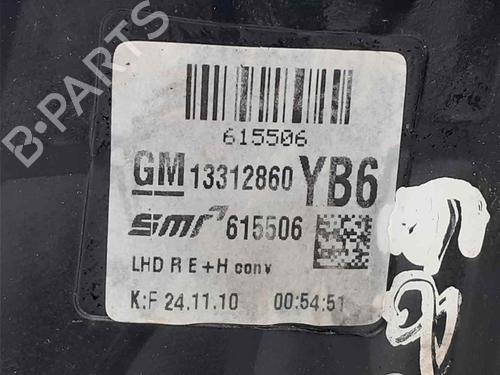 B-PARTS
615506
GM 13312860 YB6
smr 615506
LHD R E+H conv
K:F 24.11.10 00:54:51